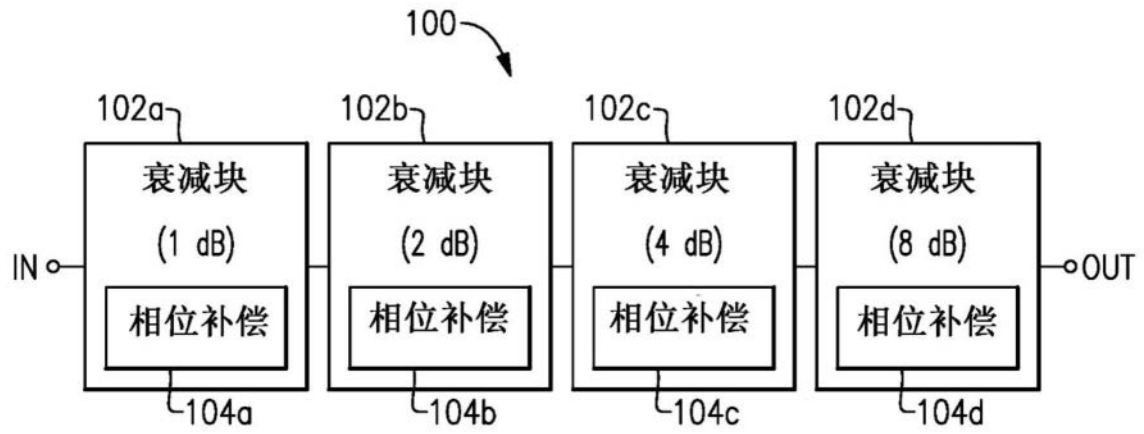 100
102a 102b 102c 102d
衰减块 衰减块 衰减块 衰减块
(1 dB) (2 dB) (4 dB) (8 dB)
IN OUT
相位补偿 相位补偿 相位补偿 相位补偿
104a 104b 104c 104d